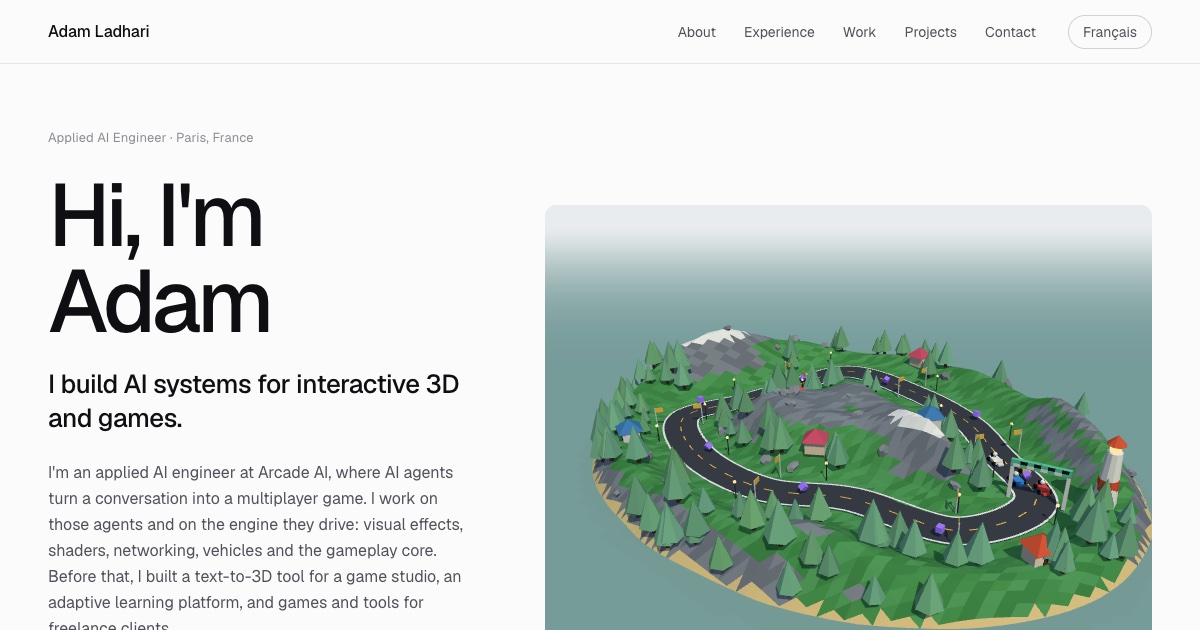 Adam Ladhari
About
Experience
Work
Projects
Contact
Français
Applied AI Engineer · Paris, France
Hi, I'm
Adam
I build AI systems for interactive 3D
and games.
I'm an applied AI engineer at Arcade AI, where AI agents
turn a conversation into a multiplayer game. I work on
those agents and on the engine they drive: visual effects,
shaders, networking, vehicles and the gameplay core.
Before that, I built a text-to-3D tool for a game studio, an
adaptive learning platform, and games and tools for
freelance clients.